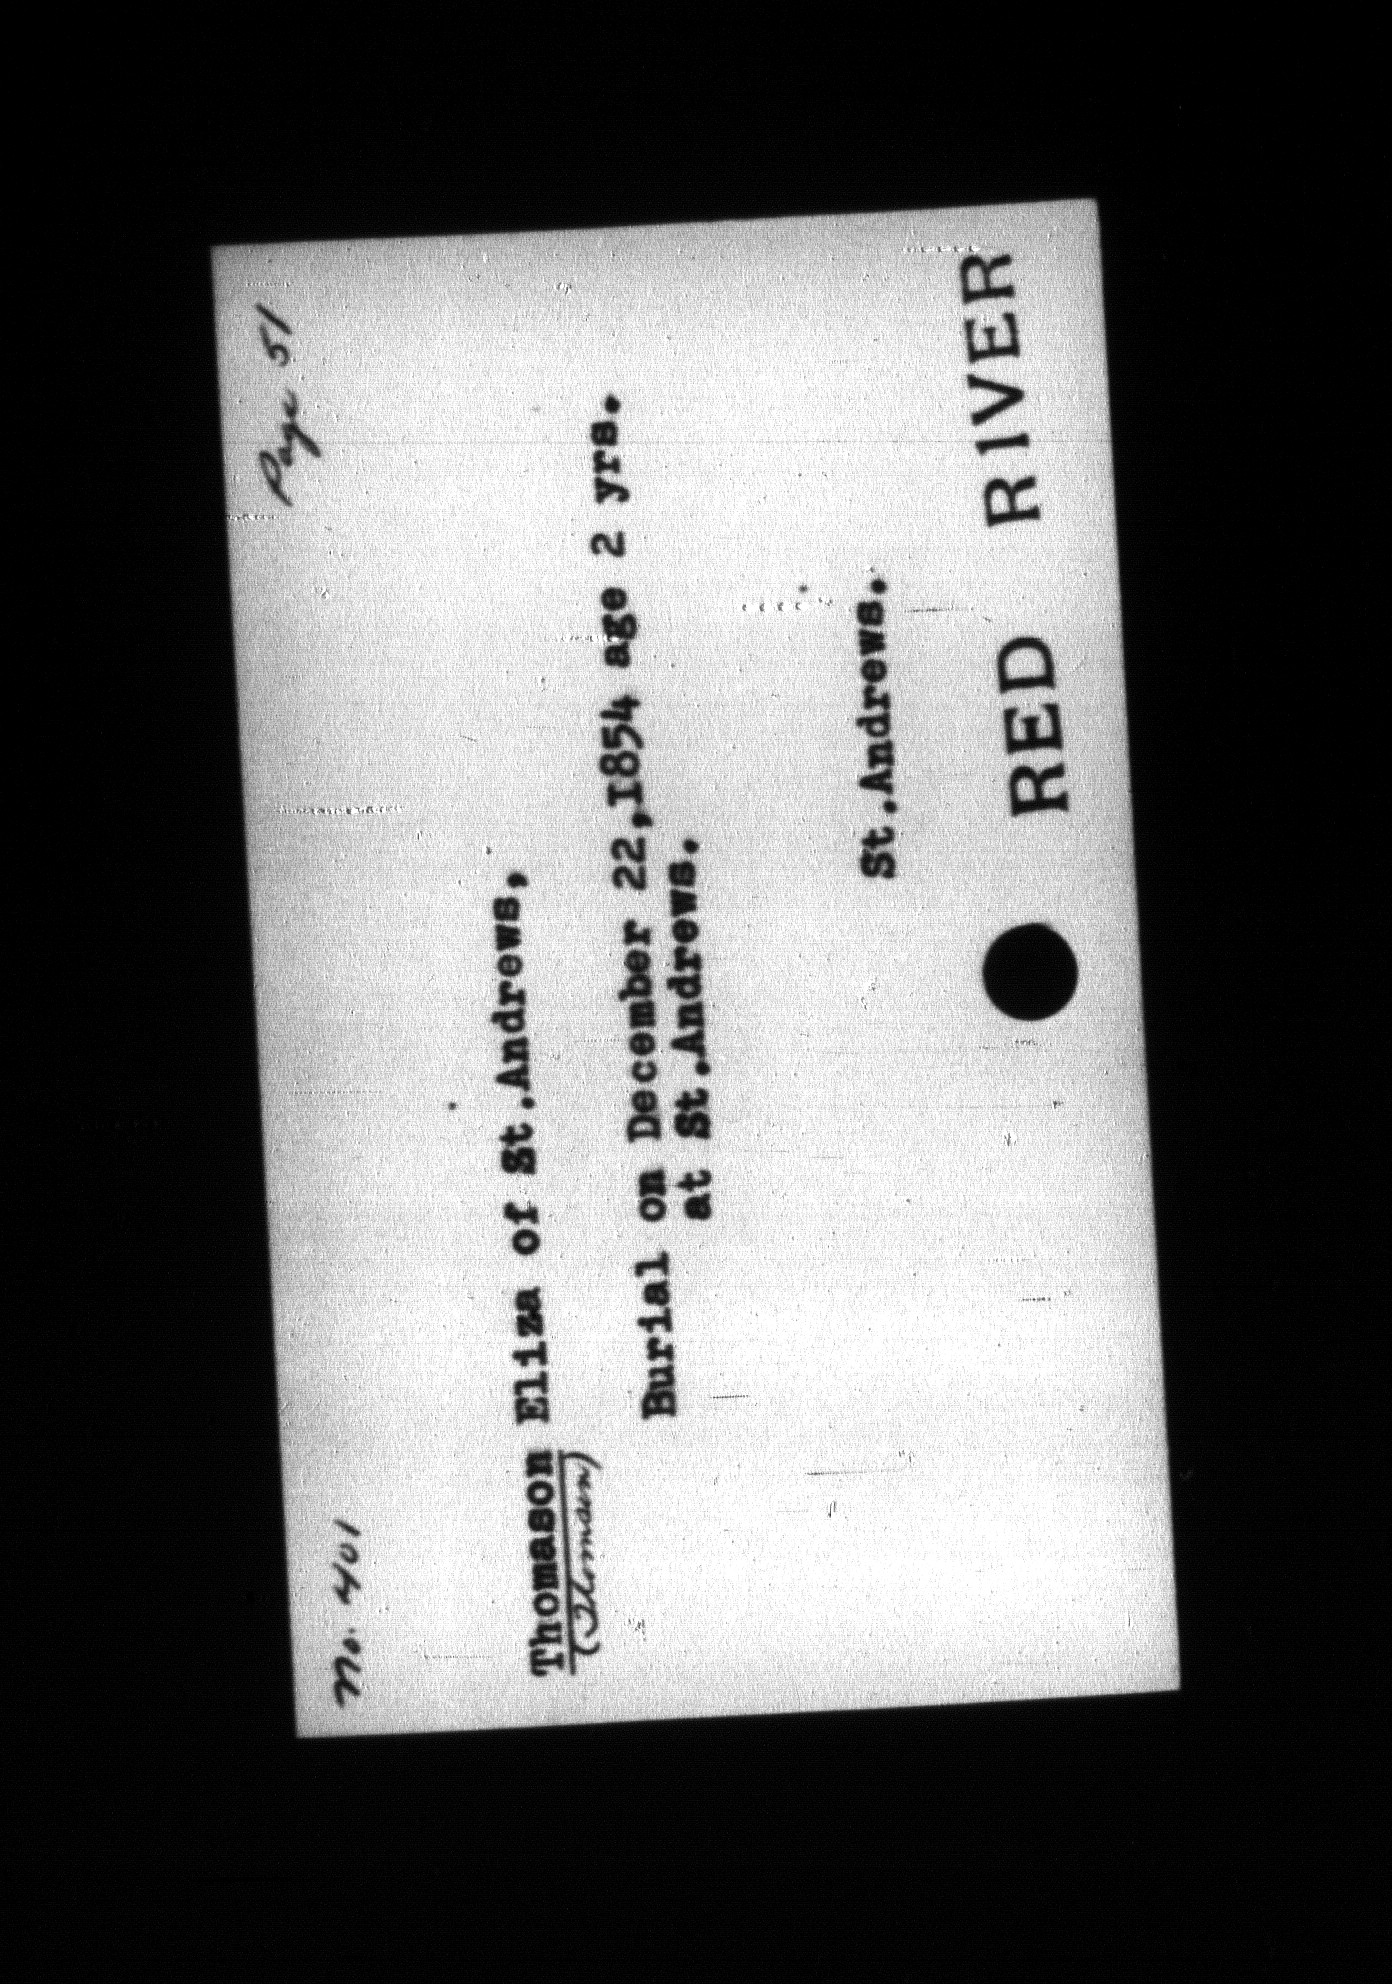 No. 401 Page 51
Thomason Eliza of St.Andrews,
(Thomason)
Burial on December 22,1854 age 2 yrs.
at St.Andrews.
St.Andrews.
RED RIVER